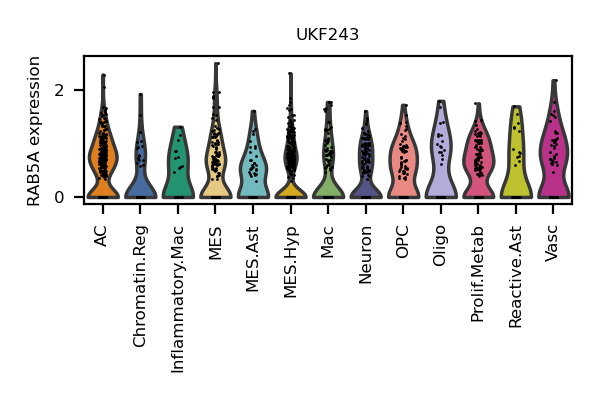 UKF243
RAB5A expression
2
0
AC
Chromatin.Reg
Inflammatory.Mac
MES
MES.Ast
MES.Hyp
Mac
Neuron
OPC
Oligo
Prolif.Metab
Reactive.Ast
Vasc